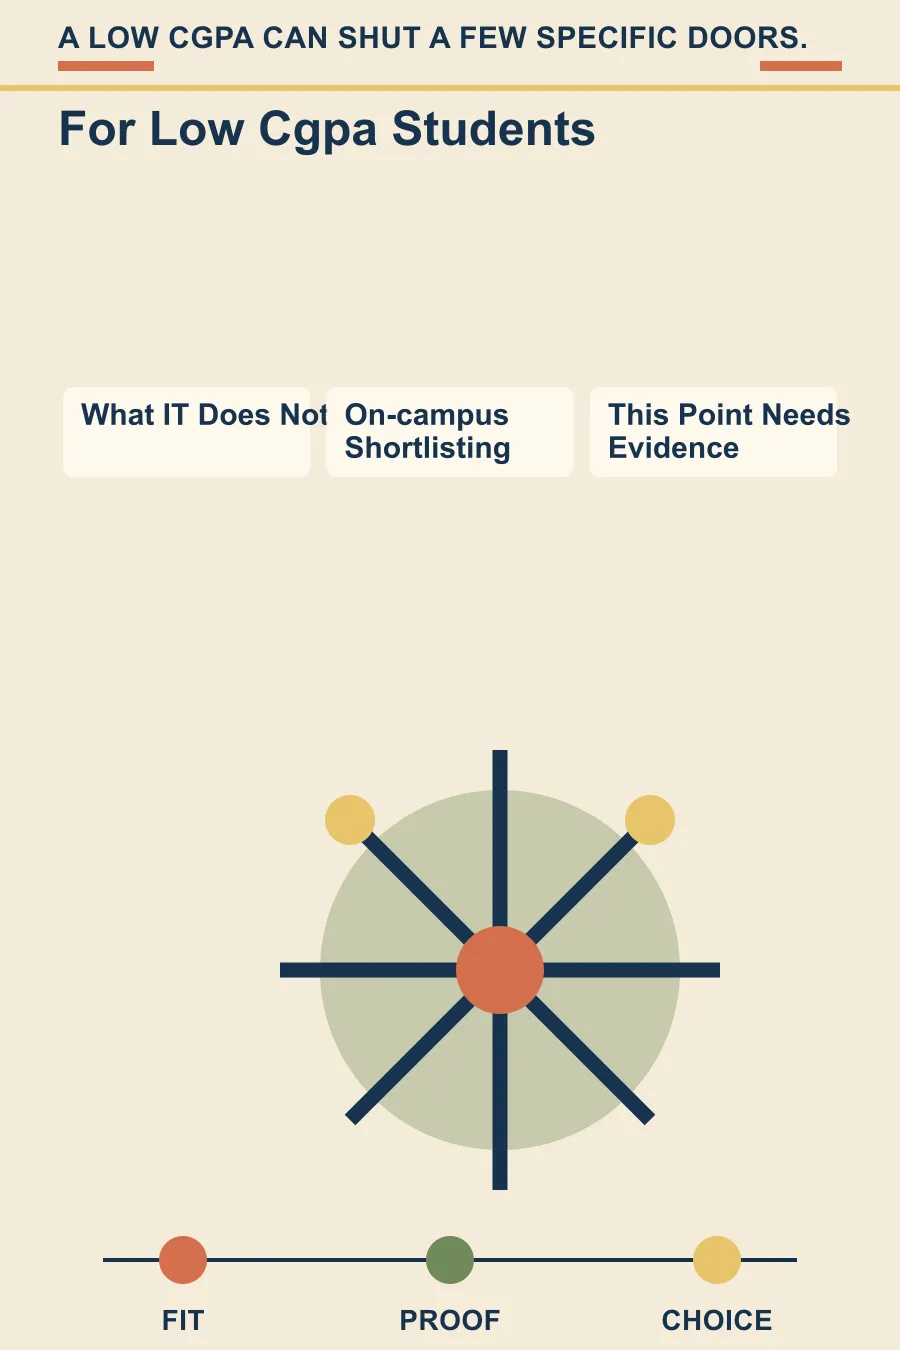 A LOW CGPA CAN SHUT A FEW SPECIFIC DOORS.
For Low Cgpa Students
What IT Does Not
On-campus
Shortlisting
This Point Needs
Evidence
FIT
PROOF
CHOICE